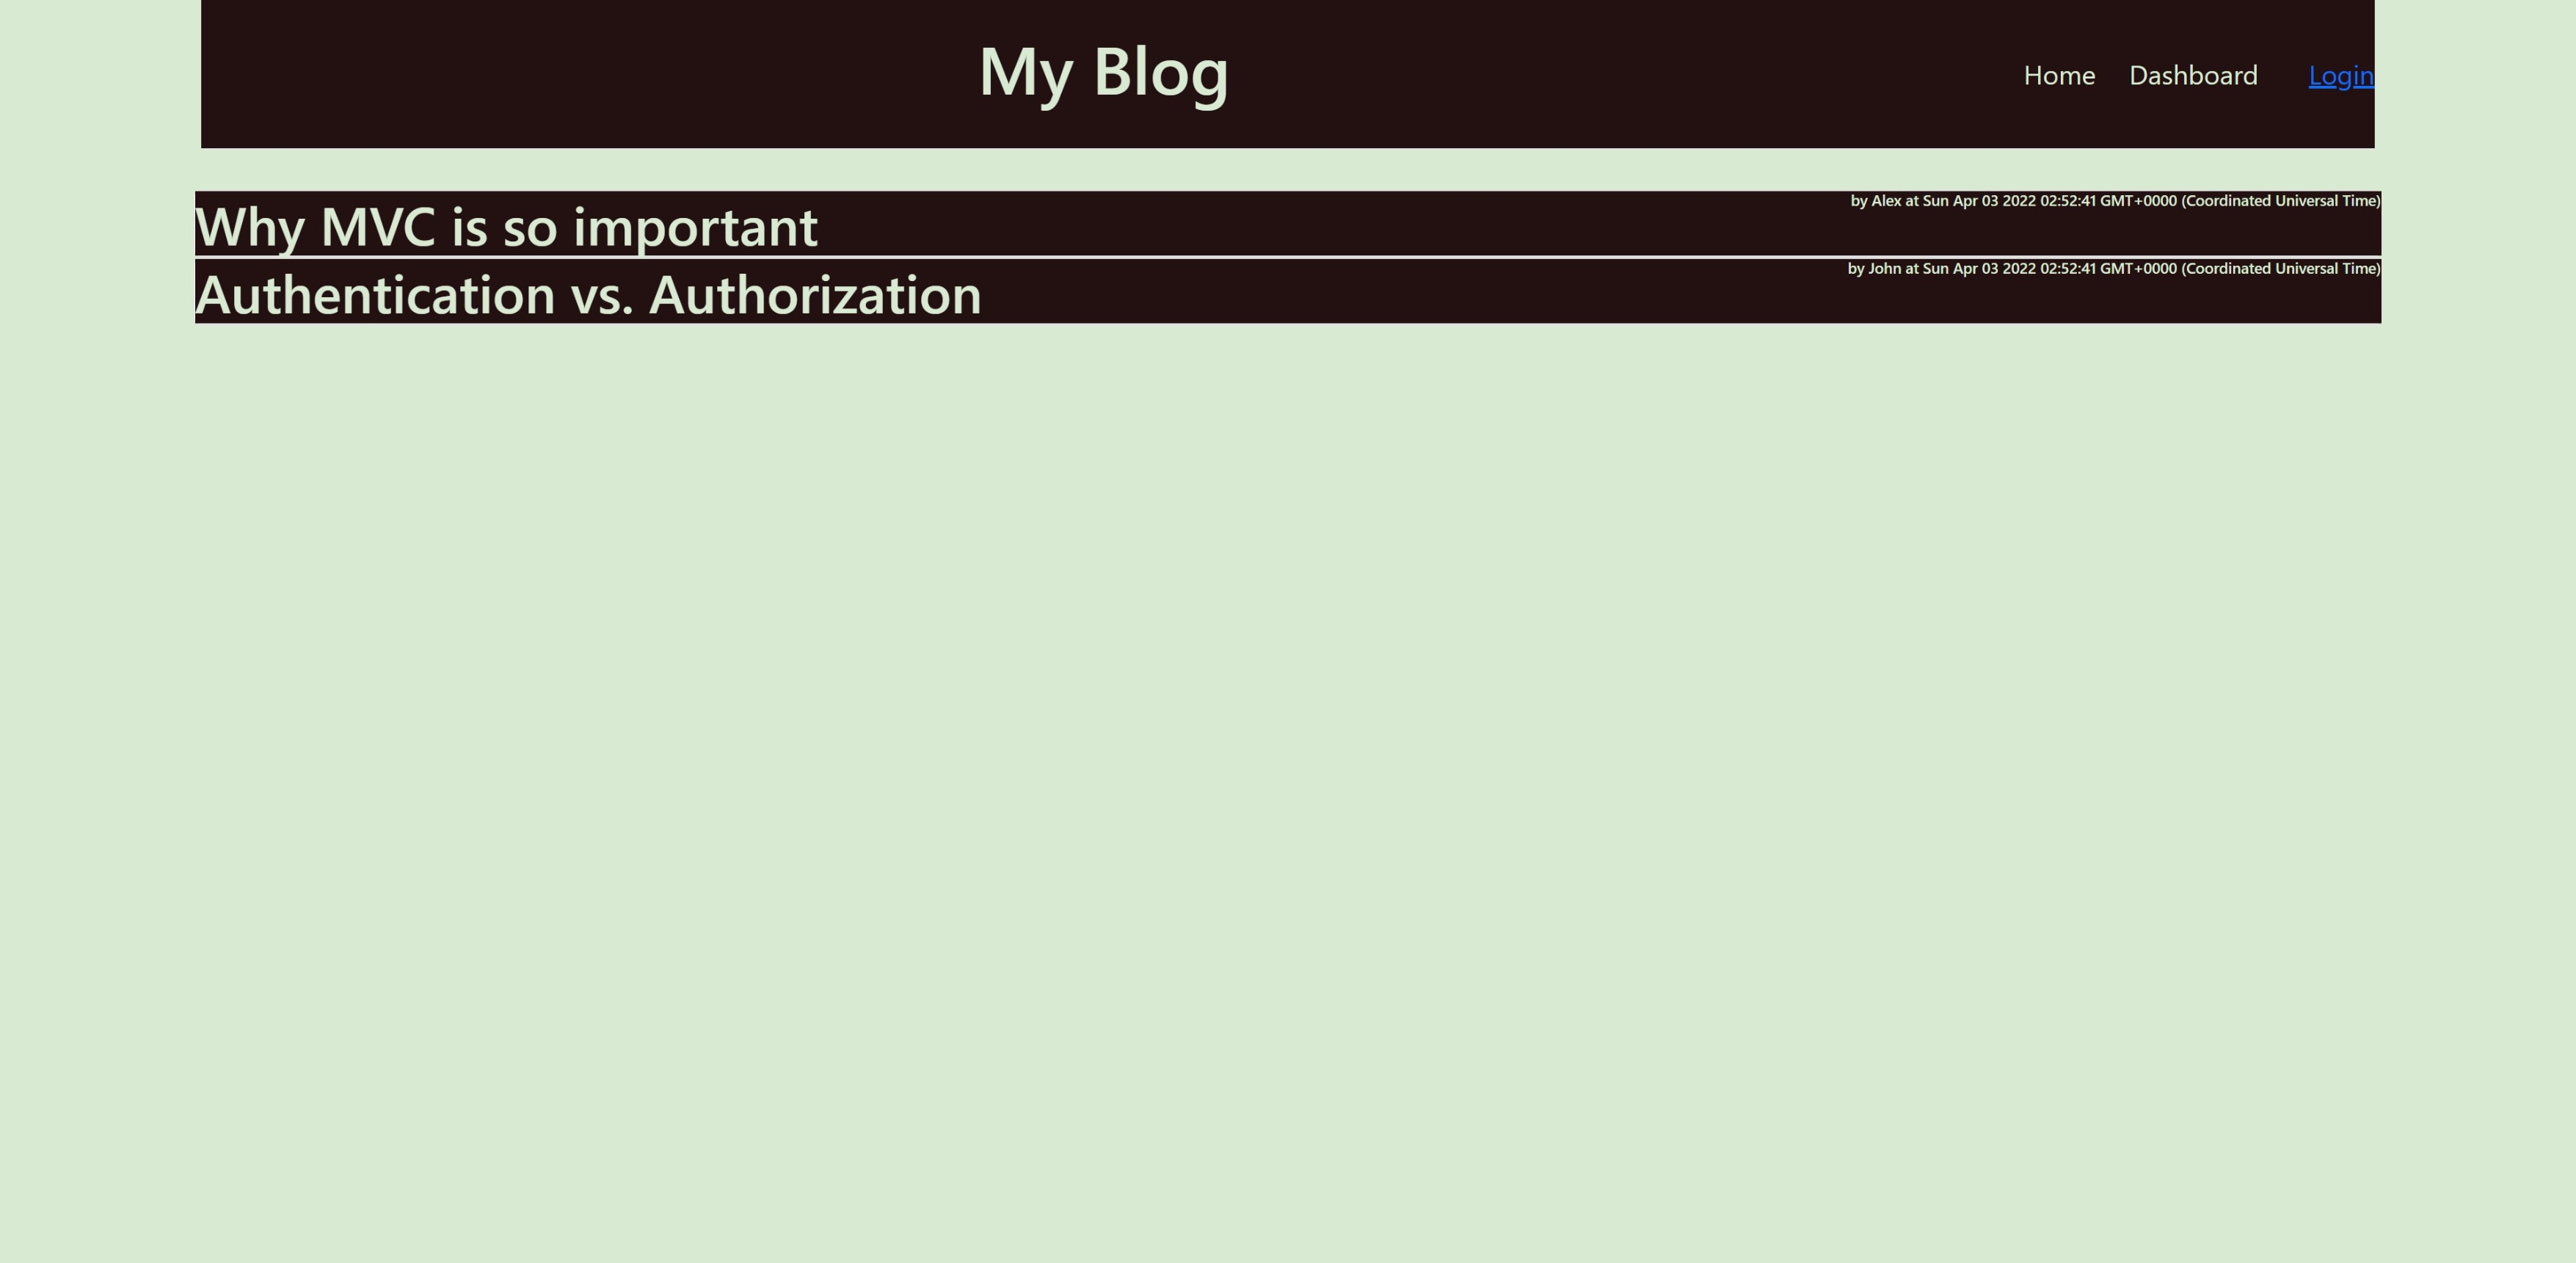 My Blog
Home Dashboard Login
Why MVC is so important
by Alex at Sun Apr 03 2022 02:52:41 GMT+0000 (Coordinated Universal Time)
Authentication vs. Authorization
by John at Sun Apr 03 2022 02:52:41 GMT+0000 (Coordinated Universal Time)